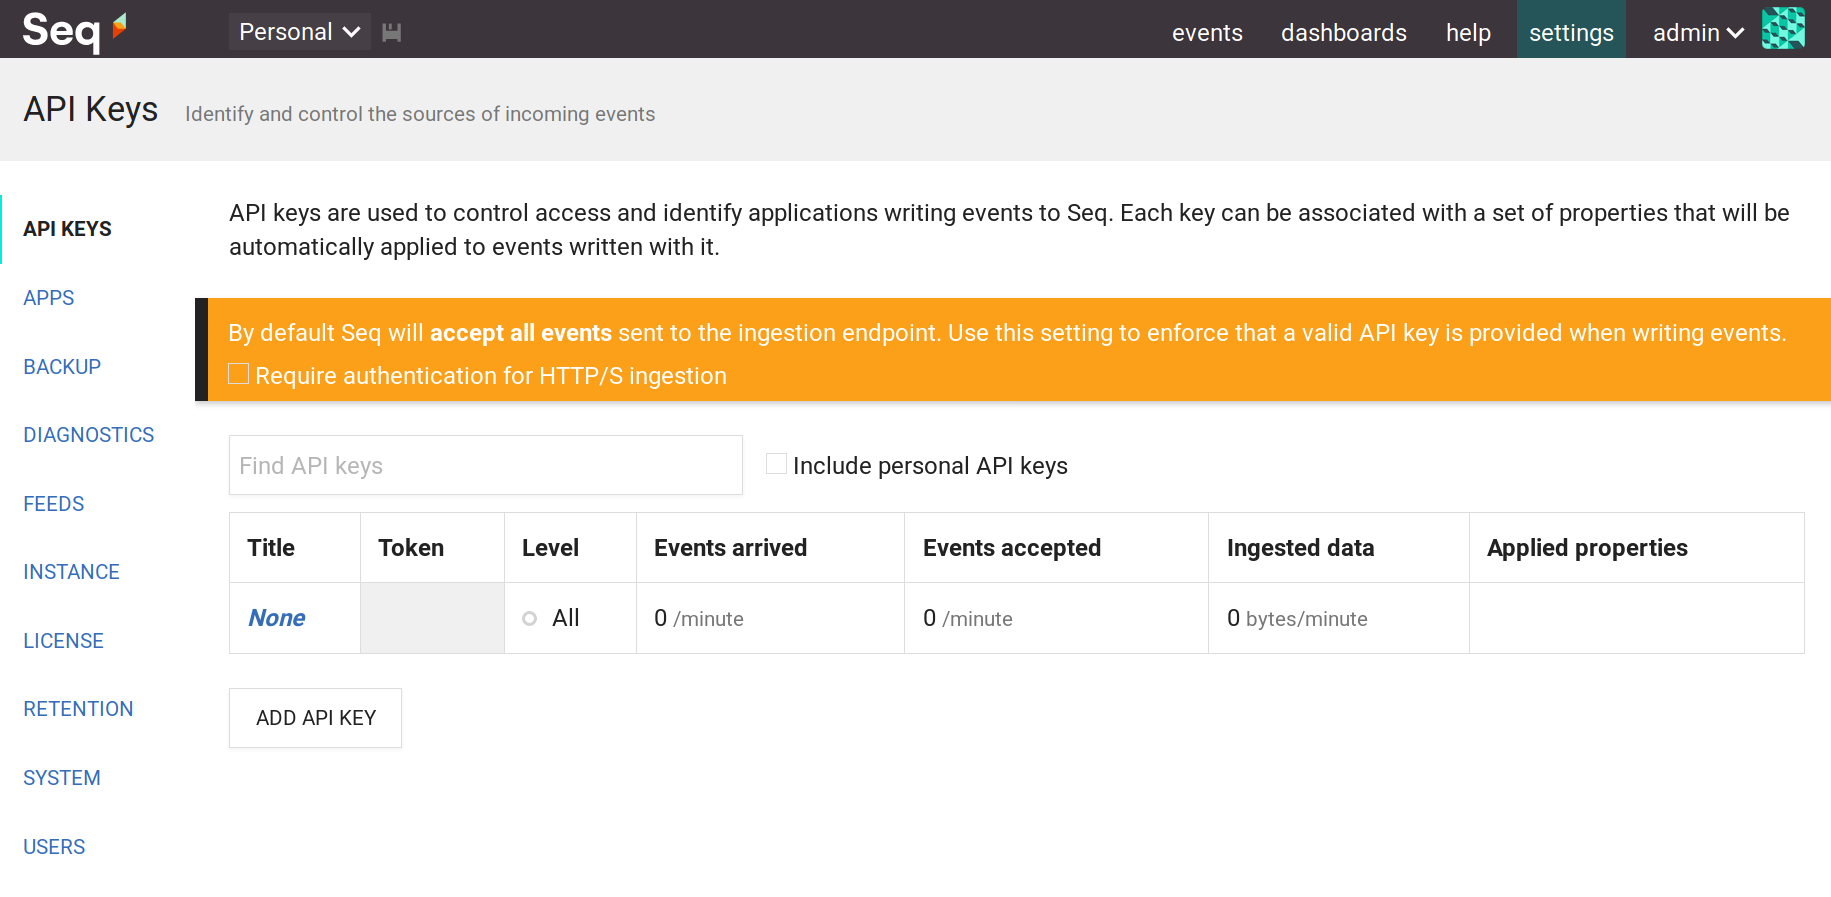 Seq
Personal
events dashboards help settings admin
API Keys Identify and control the sources of incoming events
API KEYS
APPS
BACKUP
DIAGNOSTICS
FEEDS
INSTANCE
LICENSE
RETENTION
SYSTEM
USERS
API keys are used to control access and identify applications writing events to Seq. Each key can be associated with a set of properties that will be
automatically applied to events written with it.
By default Seq will accept all events sent to the ingestion endpoint. Use this setting to enforce that a valid API key is provided when writing events.
Require authentication for HTTP/S ingestion
Find API keys Include personal API keys
Title Token Level Events arrived Events accepted Ingested data Applied properties
None All 0 /minute 0 /minute 0 bytes/minute
ADD API KEY